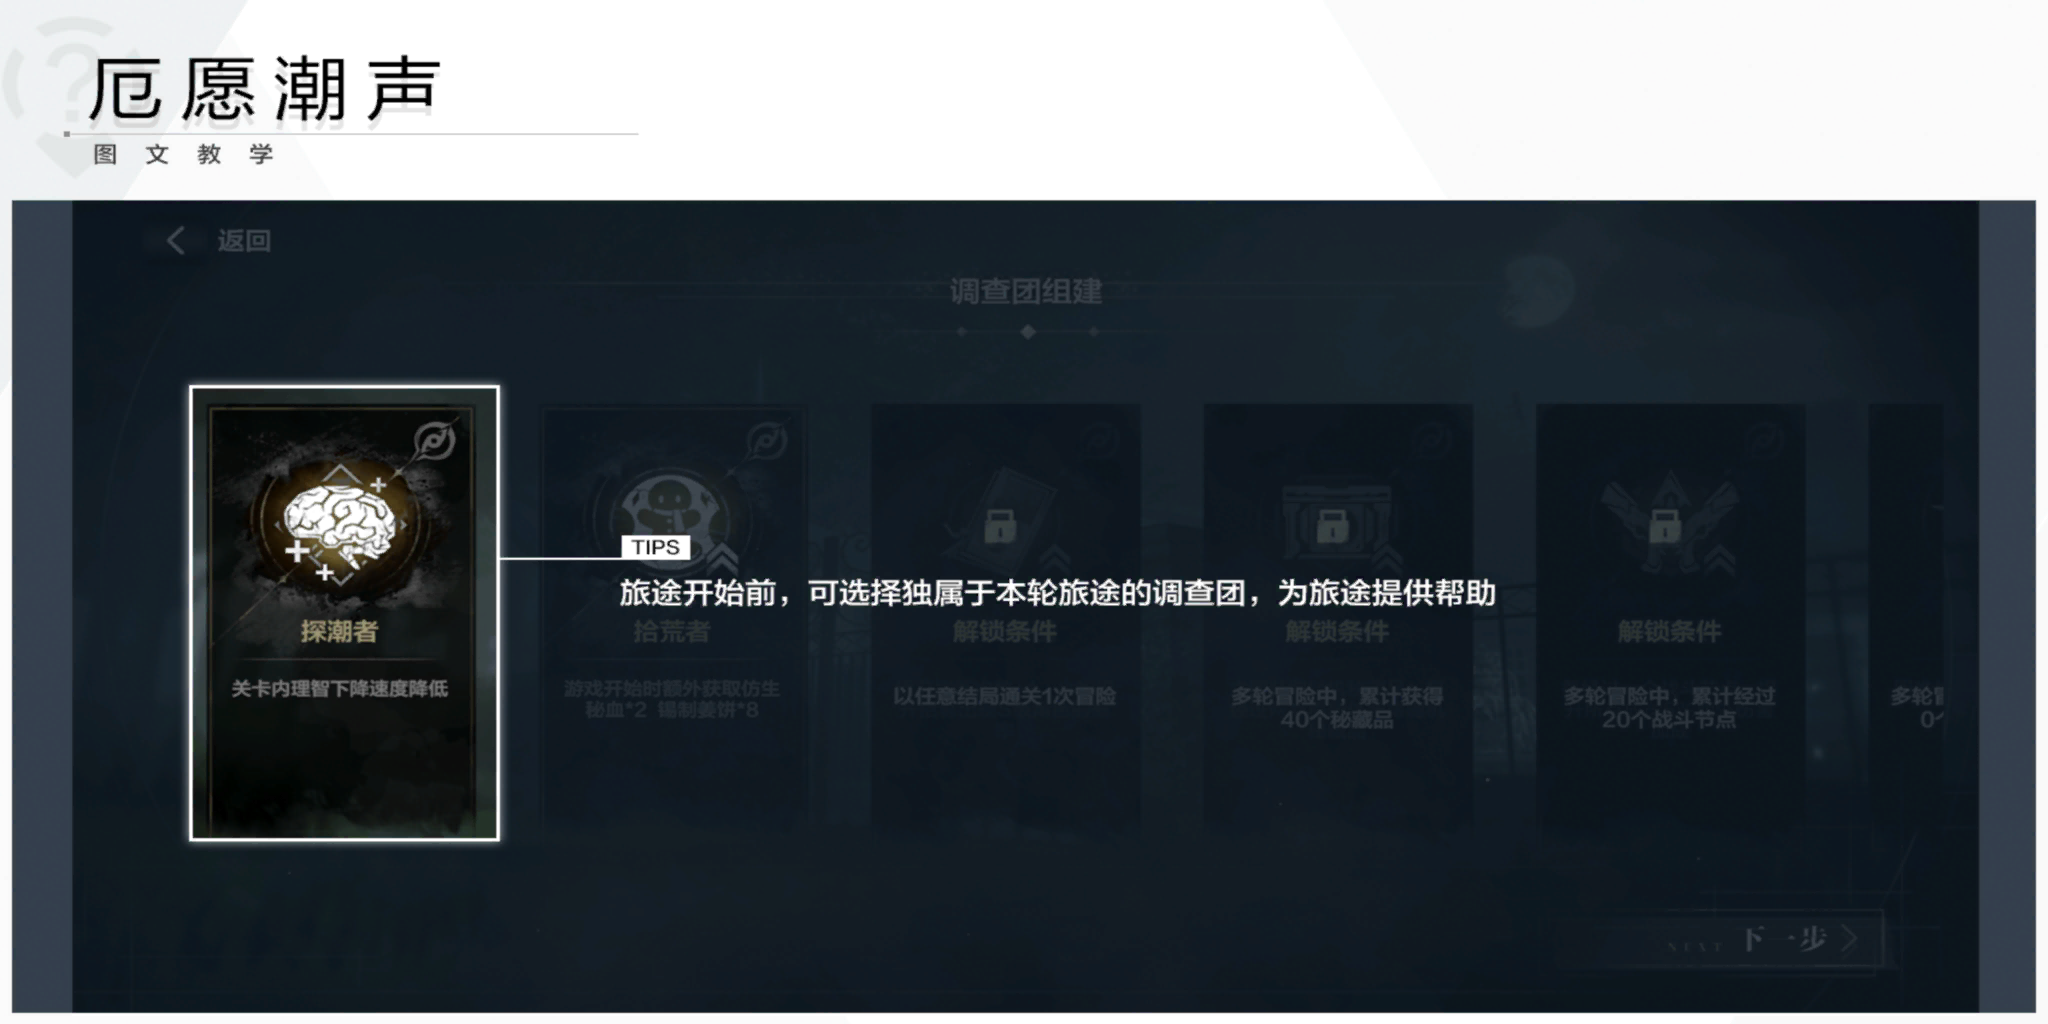 厄愿潮声
图文教学
返回
调查团组建
TIPS
旅途开始前，可选择独属于本轮旅途的调查团，为旅途提供帮助
探潮者
关卡内理智下降速度降低
拾荒者
游戏开始时额外获取仿生
秘血*2 锡制姜饼*8
解锁条件
以任意结局通关1次冒险
解锁条件
多轮冒险中，累计获得
40个秘藏品
解锁条件
多轮冒险中，累计经过
20个战斗节点
多轮
NEXT 下一步